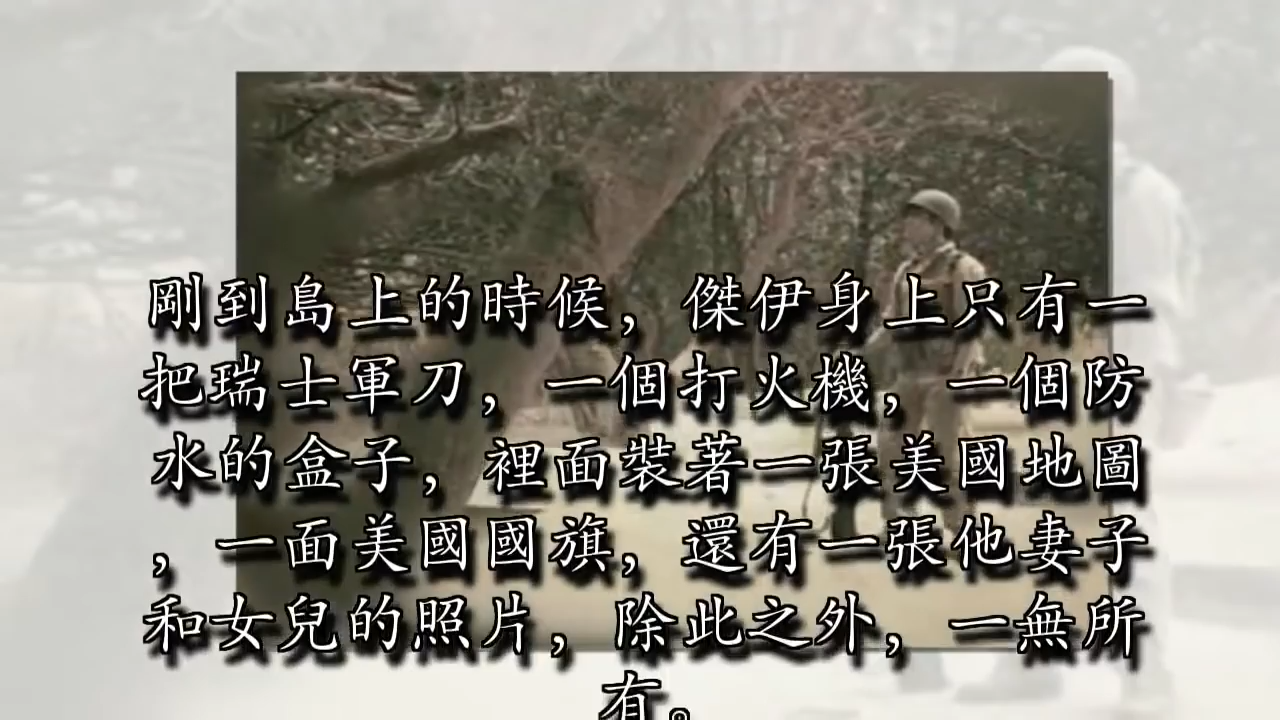 剛到島上的時候，傑伊身上只有一
把瑞士軍刀，一個打火機，一個防
水的盒子，裡面裝著一張美國地圖
，一面美國國旗，還有一張他妻子
和女兒的照片，除此之外，一無所
有。